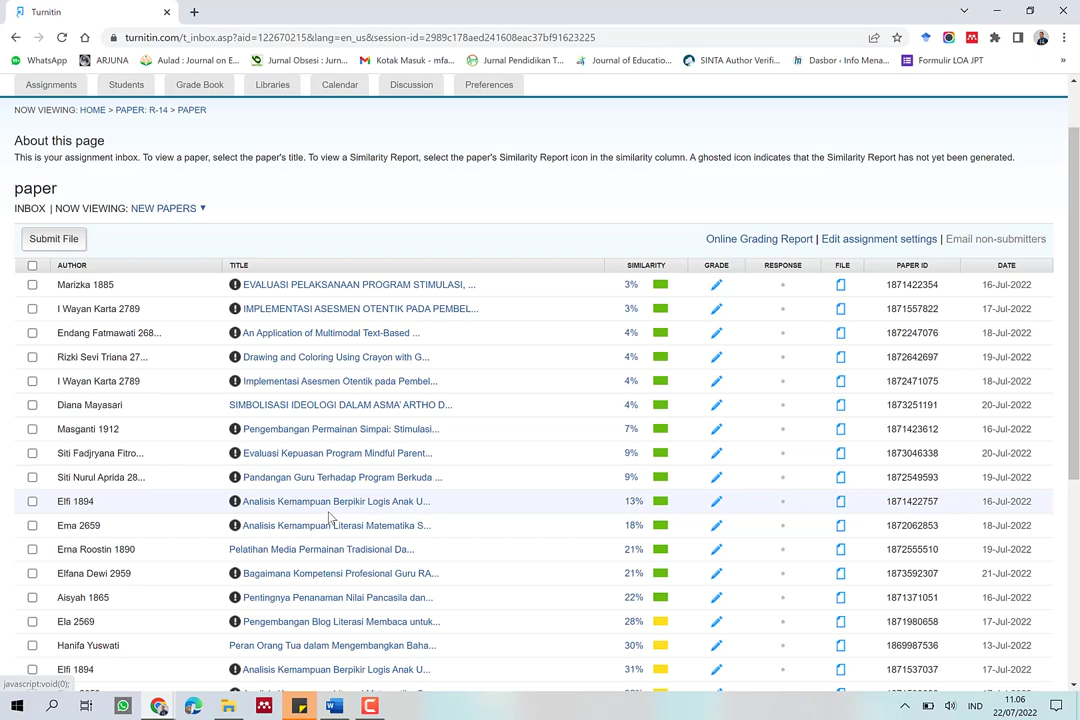 Turnitin
turnitin.com/t_inbox.asp?aid=122670215&lang=en_us&session-id=2989c178aed241608eac37bf91623225
WhatsApp ARJUNA Aulad : Journal on E... Jurnal Obsesi : Jurn... Kotak Masuk - mfa... Jurnal Pendidikan T... Journal of Educatio... SINTA Author Verif... Dasbor ‹ Info Mena... Formulir LOA JPT »
Assignments Students Grade Book Libraries Calendar Discussion Preferences
NOW VIEWING: HOME > PAPER: R-14 > PAPER
About this page
This is your assignment inbox. To view a paper, select the paper's title. To view a Similarity Report, select the paper's Similarity Report icon in the similarity column. A ghosted icon indicates that the Similarity Report has not yet been generated.
paper
INBOX | NOW VIEWING: NEW PAPERS ▼
Submit File Online Grading Report | Edit assignment settings | Email non-submitters
AUTHOR TITLE SIMILARITY GRADE RESPONSE FILE PAPER ID DATE
Marizka 1885 EVALUASI PELAKSANAAN PROGRAM STIMULASI, ... 3% 1871422354 16-Jul-2022
I Wayan Karta 2789 IMPLEMENTASI ASESMEN OTENTIK PADA PEMBEL... 3% 1871557822 17-Jul-2022
Endang Fatmawati 268... An Application of Multimodal Text-Based ... 4% 1872247076 18-Jul-2022
Rizki Sevi Triana 27... Drawing and Coloring Using Crayon with G... 4% 1872642697 19-Jul-2022
I Wayan Karta 2789 Implementasi Asesmen Otentik pada Pembel... 4% 1872471075 18-Jul-2022
Diana Mayasari SIMBOLISASI IDEOLOGI DALAM ASMA' ARTHO D... 4% 1873251191 20-Jul-2022
Masganti 1912 Pengembangan Permainan Simpai: Stimulasi... 7% 1871423612 16-Jul-2022
Siti Fadjryana Fitro... Evaluasi Kepuasan Program Mindful Parent... 9% 1873046338 20-Jul-2022
Siti Nurul Aprida 28... Pandangan Guru Terhadap Program Berkuda ... 9% 1872549593 19-Jul-2022
Elfi 1894 Analisis Kemampuan Berpikir Logis Anak U... 13% 1871422757 16-Jul-2022
Ema 2659 Analisis Kemampuan Literasi Matematika S... 18% 1872062853 18-Jul-2022
Erna Roostin 1890 Pelatihan Media Permainan Tradisional Da... 21% 1872555510 19-Jul-2022
Elfana Dewi 2959 Bagaimana Kompetensi Profesional Guru RA... 21% 1873592307 21-Jul-2022
Aisyah 1865 Pentingnya Penanaman Nilai Pancasila dan... 22% 1871371051 16-Jul-2022
Ela 2569 Pengembangan Blog Literasi Membaca untuk... 28% 1871980658 17-Jul-2022
Hanifa Yuswati Peran Orang Tua dalam Mengembangkan Baha... 30% 1869987536 13-Jul-2022
Elfi 1894 Analisis Kemampuan Berpikir Logis Anak U... 31% 1871537037 17-Jul-2022
javascript:void(0);
IND 11.06
22/07/2022